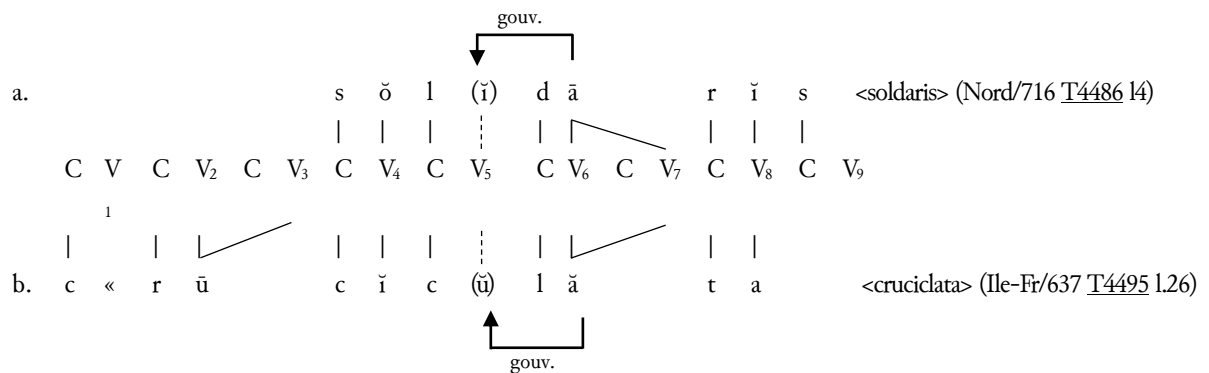 gouv.
a. s ŏ l (ĭ) d ā r ĭ s <soldaris> (Nord/716 T4486 l4)
C V C V₂ C V₃ C V₄ C V₅ C V₆ C V₇ C V₈ C V₉
1
b. c « r ū c ĭ c (ŭ) l ă t a <cruciclata> (Ile-Fr/637 T4495 l.26)
gouv.